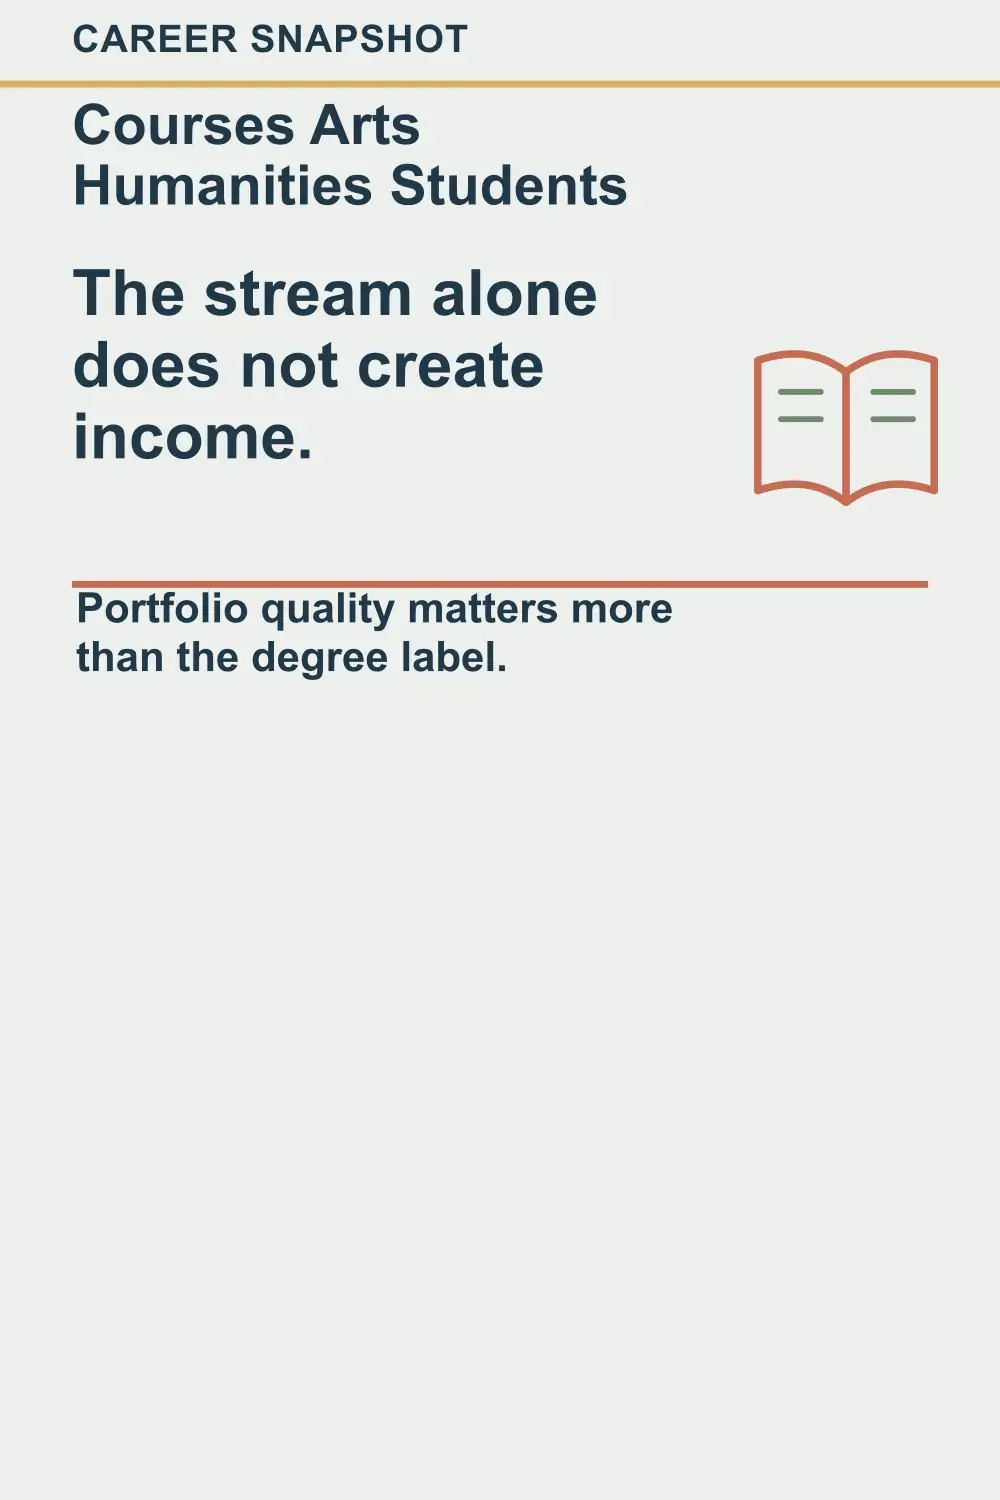 CAREER SNAPSHOT
Courses Arts
Humanities Students
The stream alone
does not create
income.
Portfolio quality matters more
than the degree label.